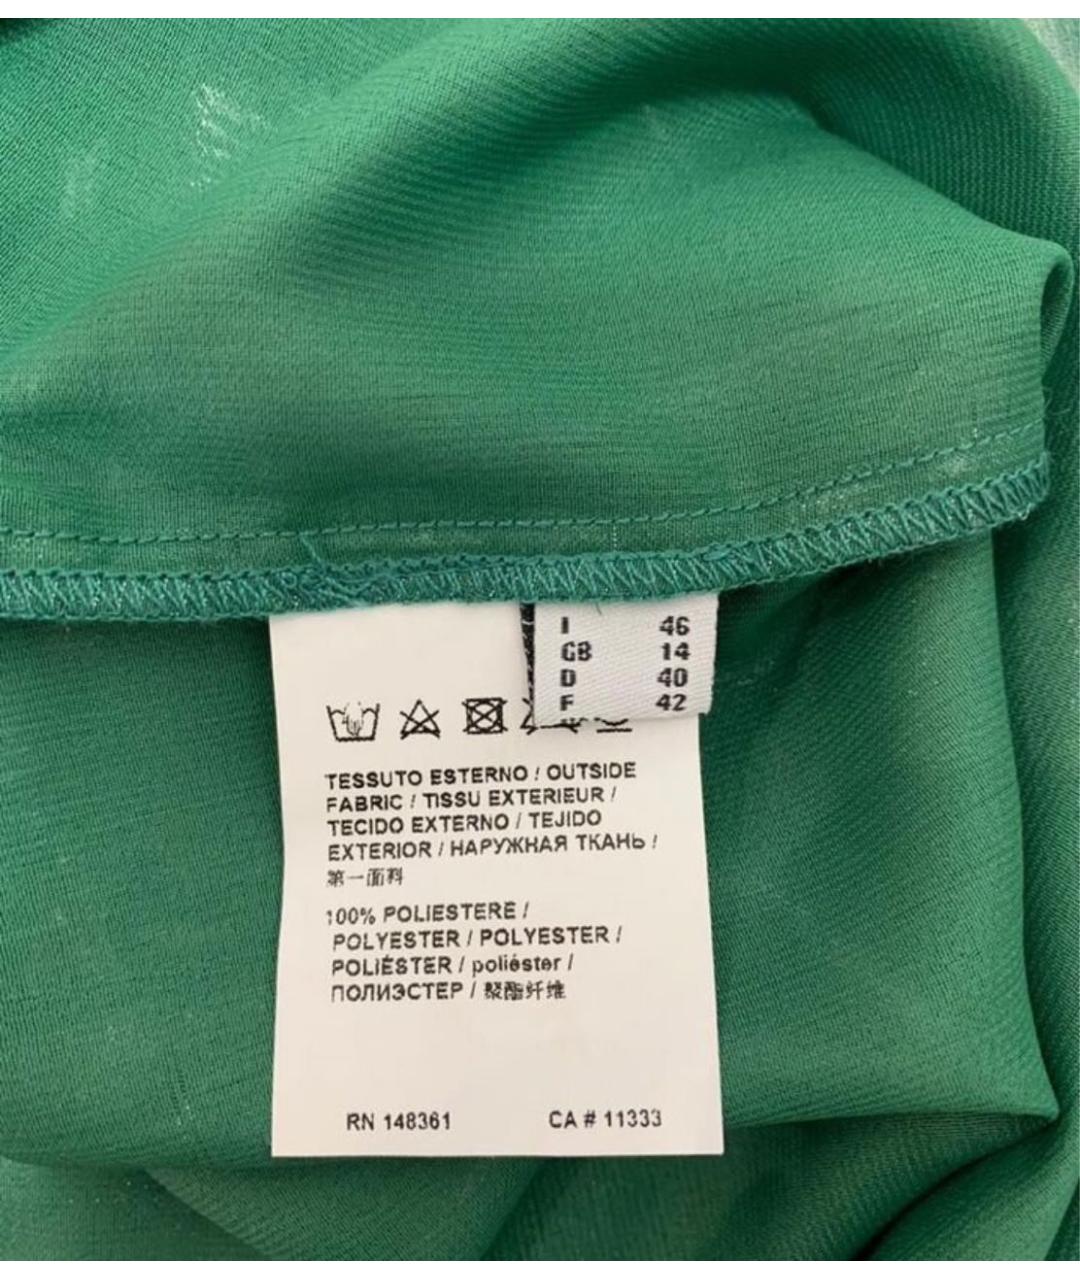 I 46
GB 14
D 40
F 42
TESSUTO ESTERNO / OUTSIDE
FABRIC / TISSU EXTERIEUR /
TECIDO EXTERNO / TEJIDO
EXTERIOR / НАРУЖНАЯ ТКАНЬ /
第一面料
100% POLIESTERE /
POLYESTER / POLYESTER /
POLIÉSTER / poliéster /
ПОЛИЭСТЕР / 聚酯纤维
RN 148361 CA # 11333